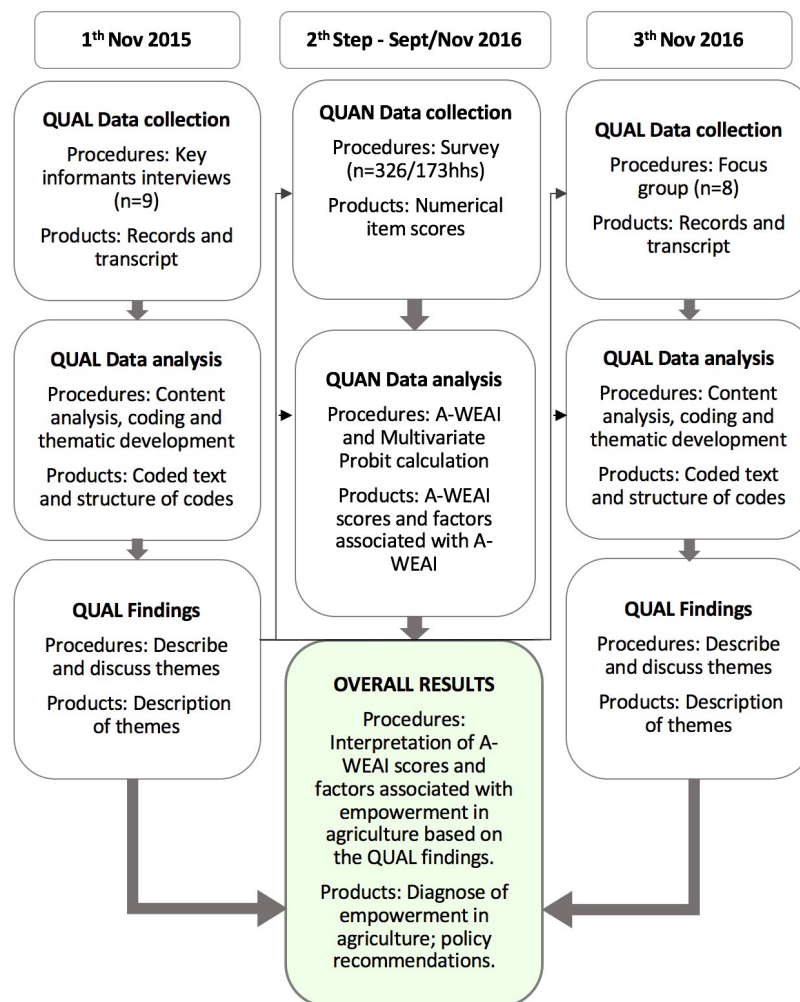 1th Nov 2015
2th Step - Sept/Nov 2016
3th Nov 2016
QUAL Data collection
Procedures: Key
informants interviews
(n=9)
Products: Records and
transcript
QUAL Data analysis
Procedures: Content
analysis, coding and
thematic development
Products: Coded text
and structure of codes
QUAL Findings
Procedures: Describe
and discuss themes
Products: Description
of themes
QUAN Data collection
Procedures: Survey
(n=326/173hhs)
Products: Numerical
item scores
QUAN Data analysis
Procedures: A-WEAI
and Multivariate
Probit calculation
Products: A-WEAI
scores and factors
associated with A-
WEAI
OVERALL RESULTS
Procedures:
Interpretation of A-
WEAI scores and
factors associated with
empowerment in
agriculture based on
the QUAL findings.
Products: Diagnose of
empowerment in
agriculture; policy
recommendations.
QUAL Data collection
Procedures: Focus
group (n=8)
Products: Records and
transcript
QUAL Data analysis
Procedures: Content
analysis, coding and
thematic development
Products: Coded text
and structure of codes
QUAL Findings
Procedures: Describe
and discuss themes
Products: Description
of themes